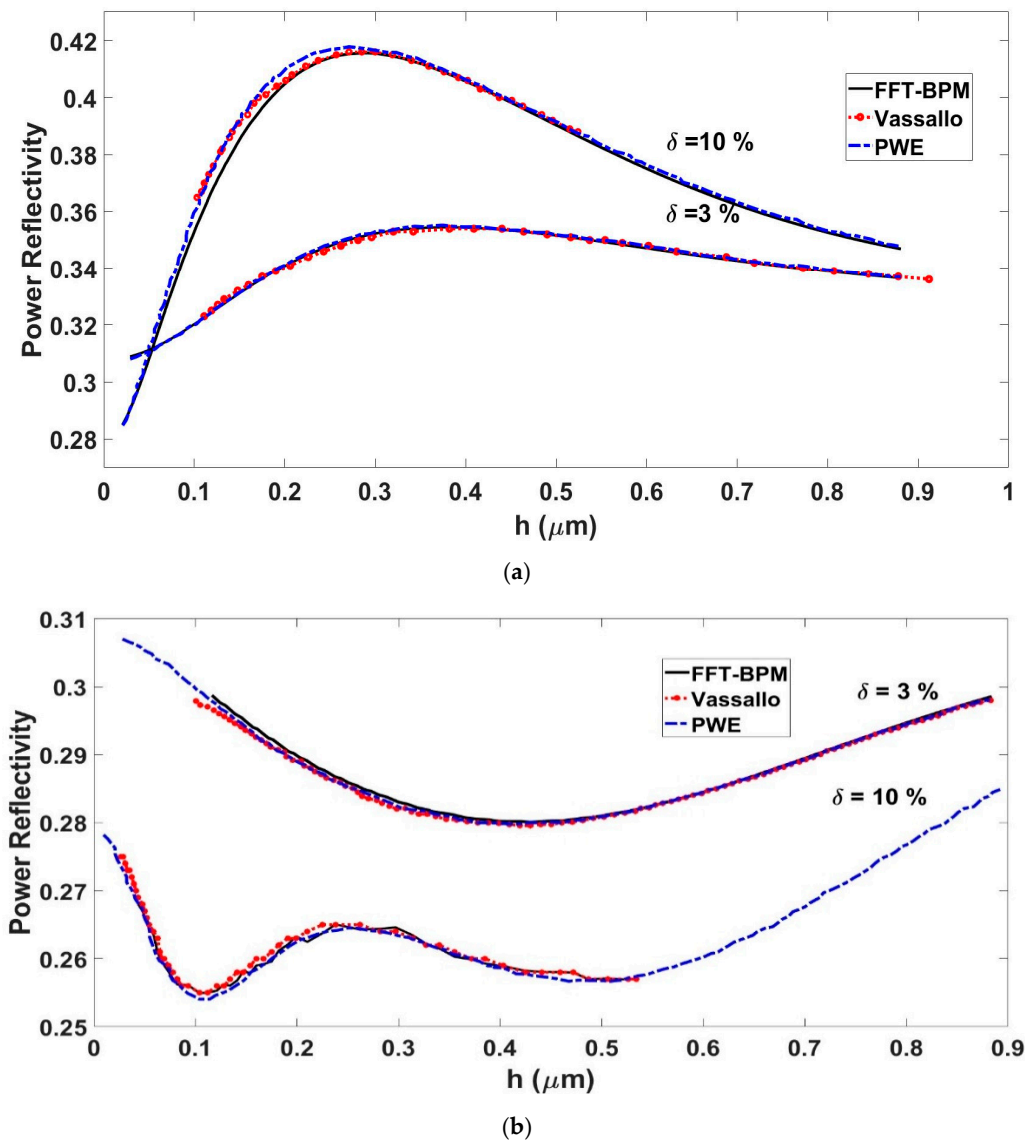 0.42
0.4
0.38
0.36
0.34
0.32
0.3
0.28
Power Reflectivity
FFT-BPM
Vassallo
PWE
δ =10 %
δ =3 %
0 0.1 0.2 0.3 0.4 0.5 0.6 0.7 0.8 0.9 1
h (μm)
(a)
0.31
0.3
0.29
0.28
0.27
0.26
0.25
Power Reflectivity
FFT-BPM
Vassallo
PWE
δ = 3 %
δ = 10 %
0 0.1 0.2 0.3 0.4 0.5 0.6 0.7 0.8 0.9
h (μm)
(b)